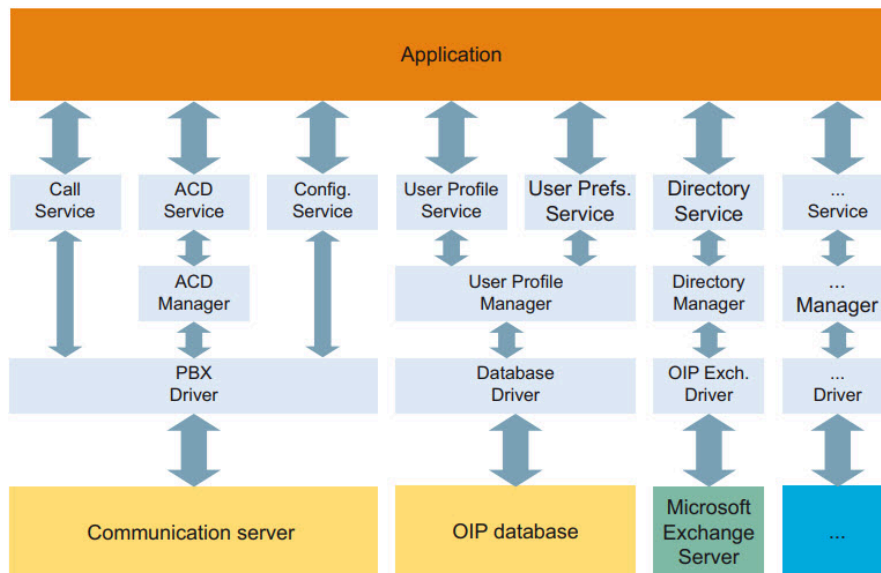 Application
Call
Service
ACD
Service
Config.
Service
User Profile
Service
User Prefs.
Service
Directory
Service
...
Service
ACD
Manager
User Profile
Manager
Directory
Manager
...
Manager
PBX
Driver
Database
Driver
OIP Exch.
Driver
...
Driver
Communication server
OIP database
Microsoft
Exchange
Server
...